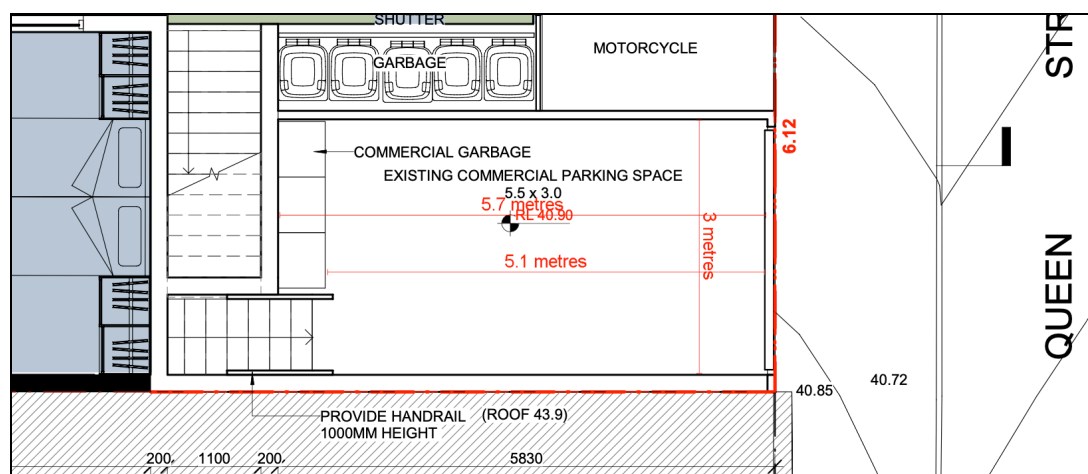 SHUTTER
GARBAGE
MOTORCYCLE
COMMERCIAL GARBAGE
EXISTING COMMERCIAL PARKING SPACE
5.5 x 3.0
5.7 metres
RL 40.90
5.1 metres
3 metres
6.12
QUEEN STR
40.85
40.72
PROVIDE HANDRAIL
1000MM HEIGHT
(ROOF 43.9)
200
1100
200
5830